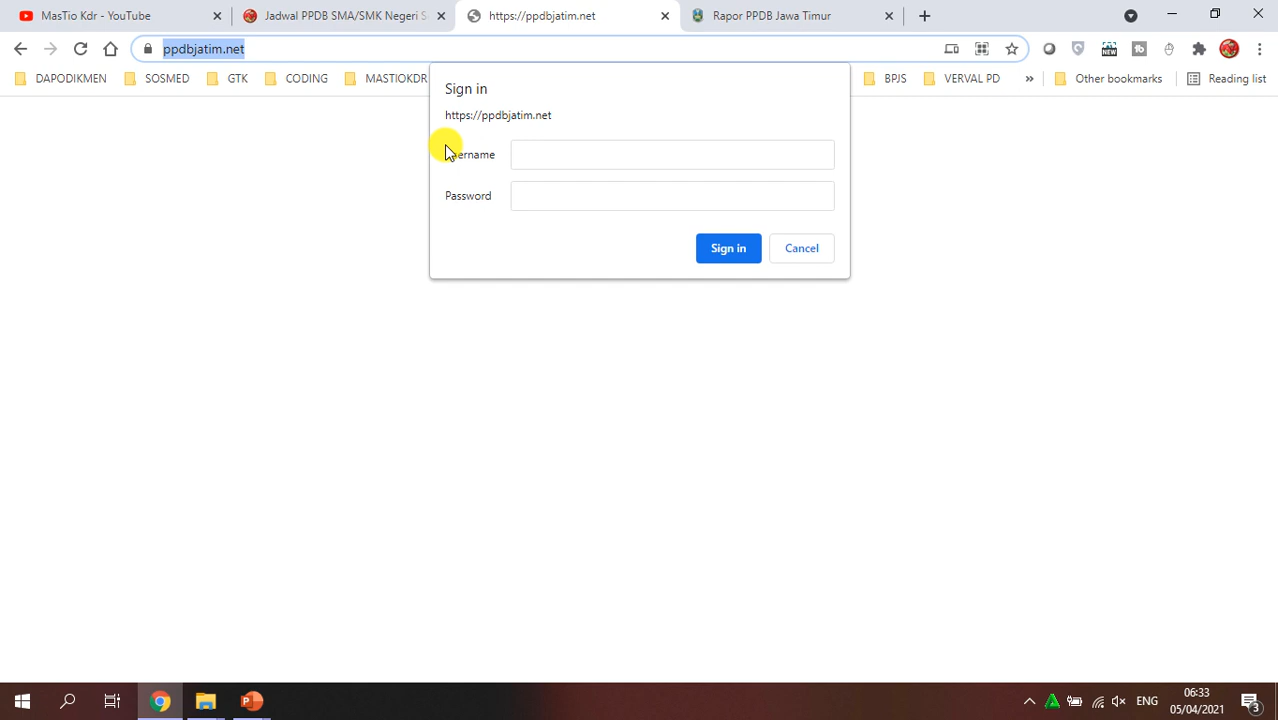 MasTio Kdr - YouTube
Jadwal PPDB SMA/SMK Negeri S
https://ppdbjatim.net
Rapor PPDB Jawa Timur
ppdbjatim.net
NEW
DAPODIKMEN
SOSMED
GTK
CODING
MASTIOKDR
BPJS
VERVAL PD
»
Other bookmarks
Reading list
Sign in
https://ppdbjatim.net
ername
Password
Sign in
Cancel
P
ENG
06:33
05/04/2021
3